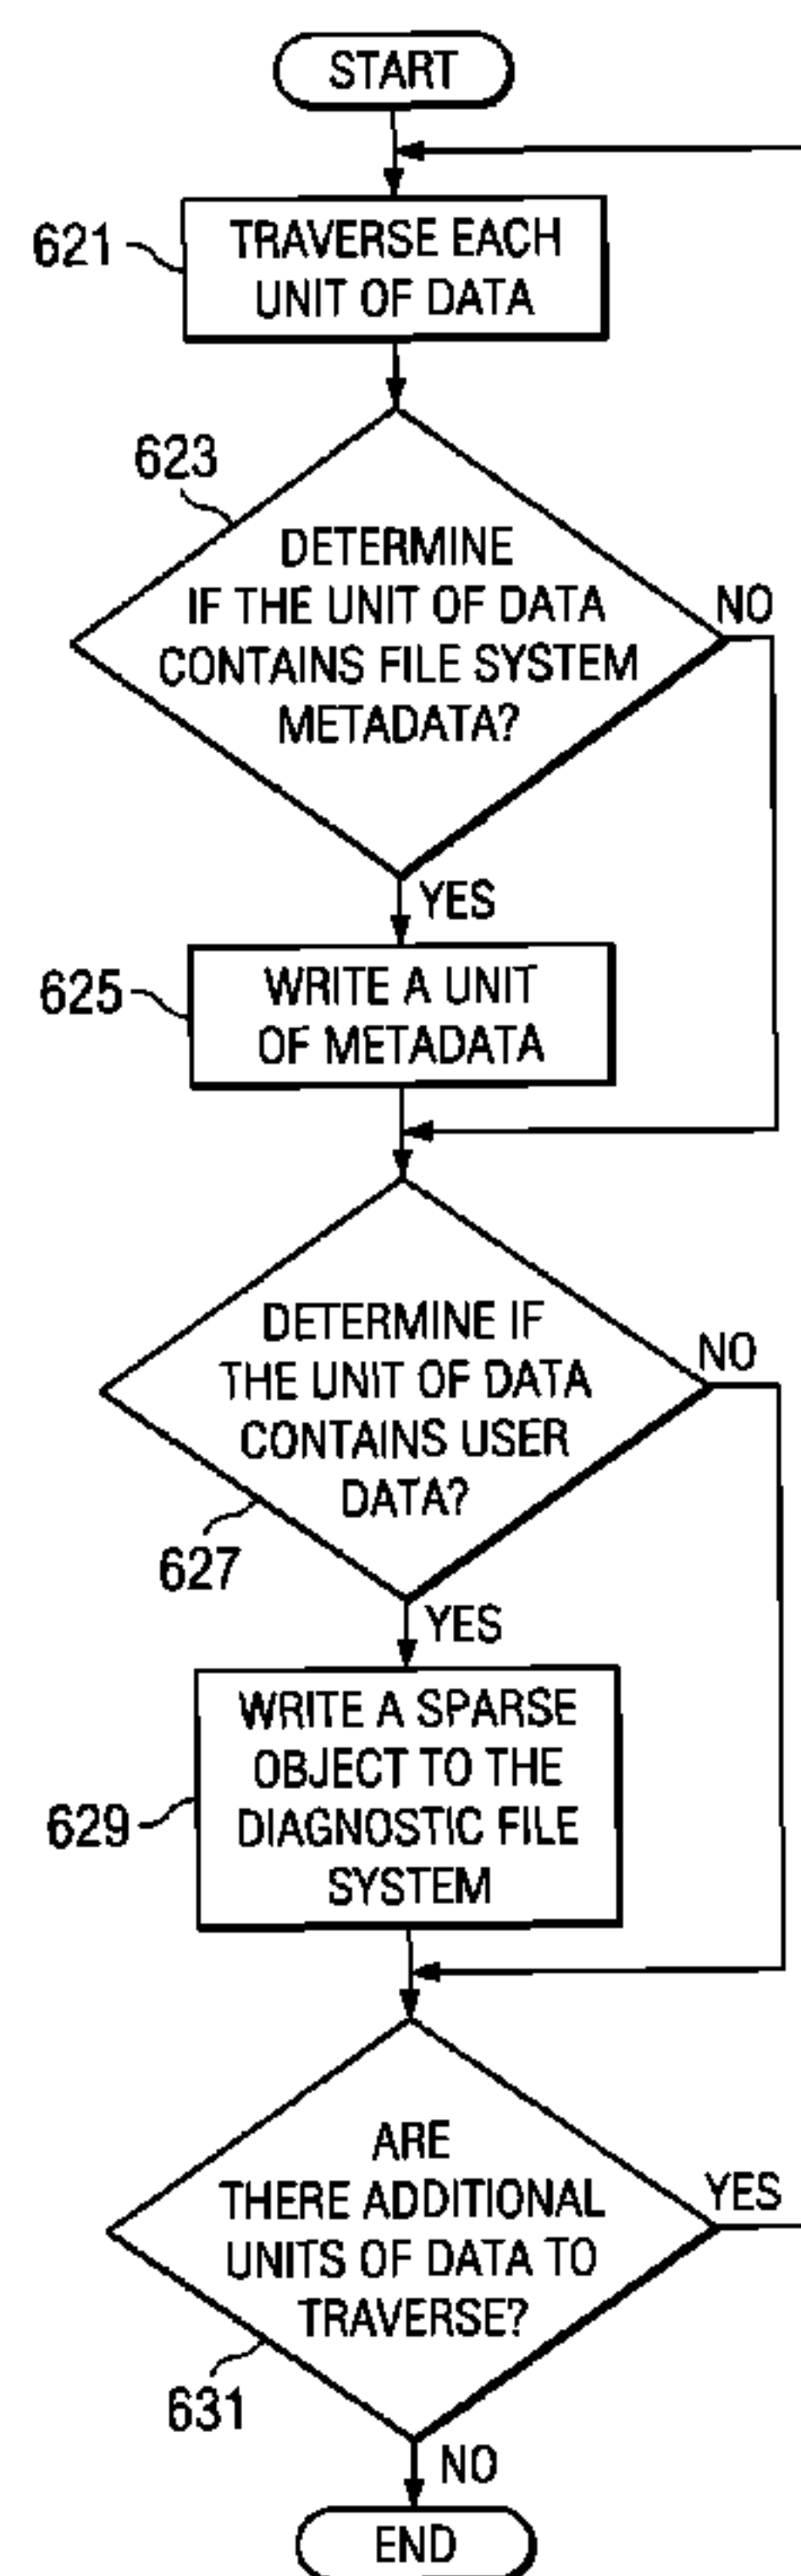 START
621
TRAVERSE EACH
UNIT OF DATA
623
DETERMINE
IF THE UNIT OF DATA
CONTAINS FILE SYSTEM
METADATA?
NO
YES
625
WRITE A UNIT
OF METADATA
DETERMINE IF
THE UNIT OF DATA
CONTAINS USER
DATA?
NO
627
YES
WRITE A SPARSE
OBJECT TO THE
DIAGNOSTIC FILE
SYSTEM
629
ARE
THERE ADDITIONAL
UNITS OF DATA TO
TRAVERSE?
YES
631
NO
END